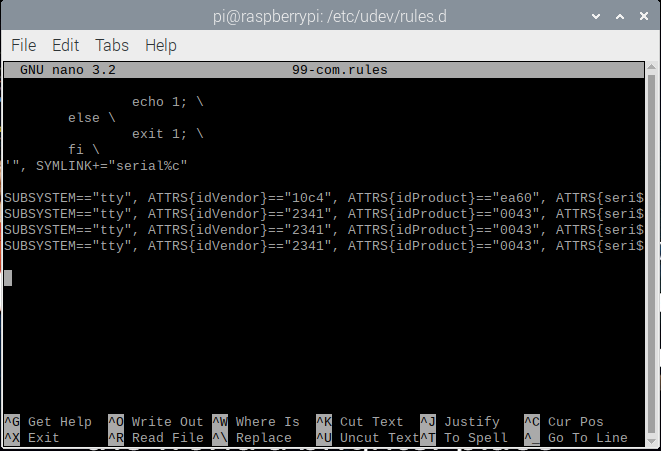 pi@raspberrypi: /etc/udev/rules.d
File Edit Tabs Help
GNU nano 3.2 99-com.rules
echo 1; \
else \
exit 1; \
fi \
'", SYMLINK+="serial%c"
SUBSYSTEM=="tty", ATTRS{idVendor}=="10c4", ATTRS{idProduct}=="ea60", ATTRS{seri$
SUBSYSTEM=="tty", ATTRS{idVendor}=="2341", ATTRS{idProduct}=="0043", ATTRS{seri$
SUBSYSTEM=="tty", ATTRS{idVendor}=="2341", ATTRS{idProduct}=="0043", ATTRS{seri$
SUBSYSTEM=="tty", ATTRS{idVendor}=="2341", ATTRS{idProduct}=="0043", ATTRS{seri$
^G Get Help ^O Write Out ^W Where Is ^K Cut Text ^J Justify ^C Cur Pos
^X Exit ^R Read File ^\ Replace ^U Uncut Text ^T To Spell ^_ Go To Line